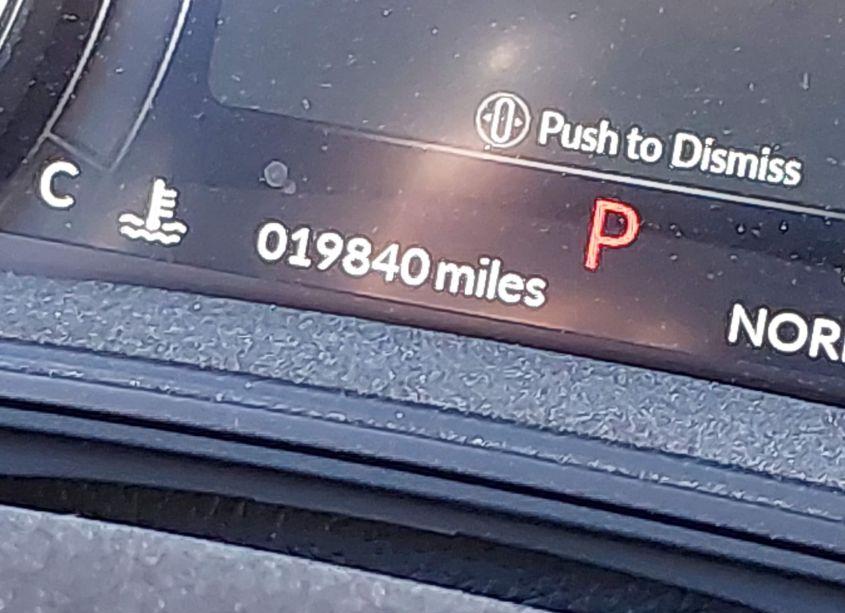 Push to Dismiss
C
P
019840 miles
NOR